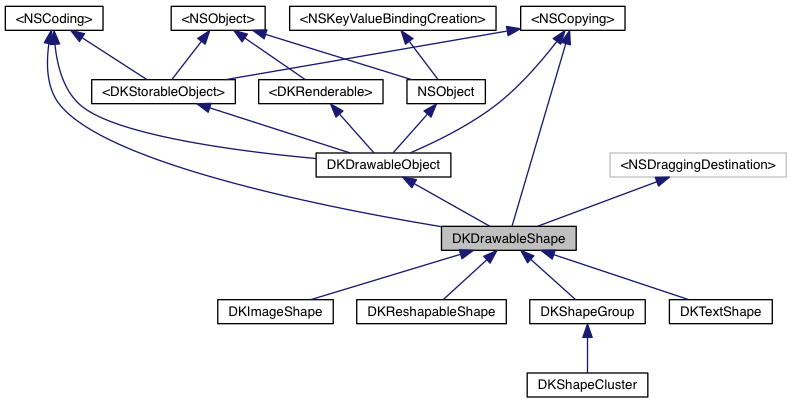 <NSCoding>
<NSObject>
<NSKeyValueBindingCreation>
<NSCopying>
<DKStorableObject>
<DKRenderable>
NSObject
DKDrawableObject
<NSDraggingDestination>
DKDrawableShape
DKImageShape
DKReshapableShape
DKShapeGroup
DKTextShape
DKShapeCluster